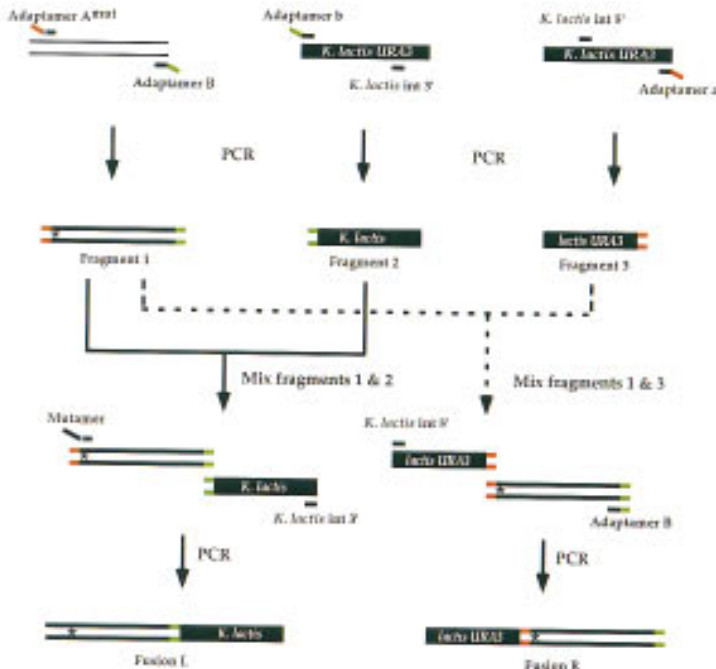 Adaptamer A^mut
Adaptamer b
K. lactis int 5'
K. lactis URA3
K. lactis URA3
Adaptamer B
K. lactis int 3'
Adaptamer a
PCR
PCR
K. lactis
lactis URA3
Fragment 1
Fragment 2
Fragment 3
Mix fragments 1 & 2
Mix fragments 1 & 3
Mutamer
K. lactis int 5'
lactis URA3
K. lactis
K. lactis int 3'
Adaptamer B
PCR
PCR
K. lactis
lactis URA3
Fusion L
Fusion R